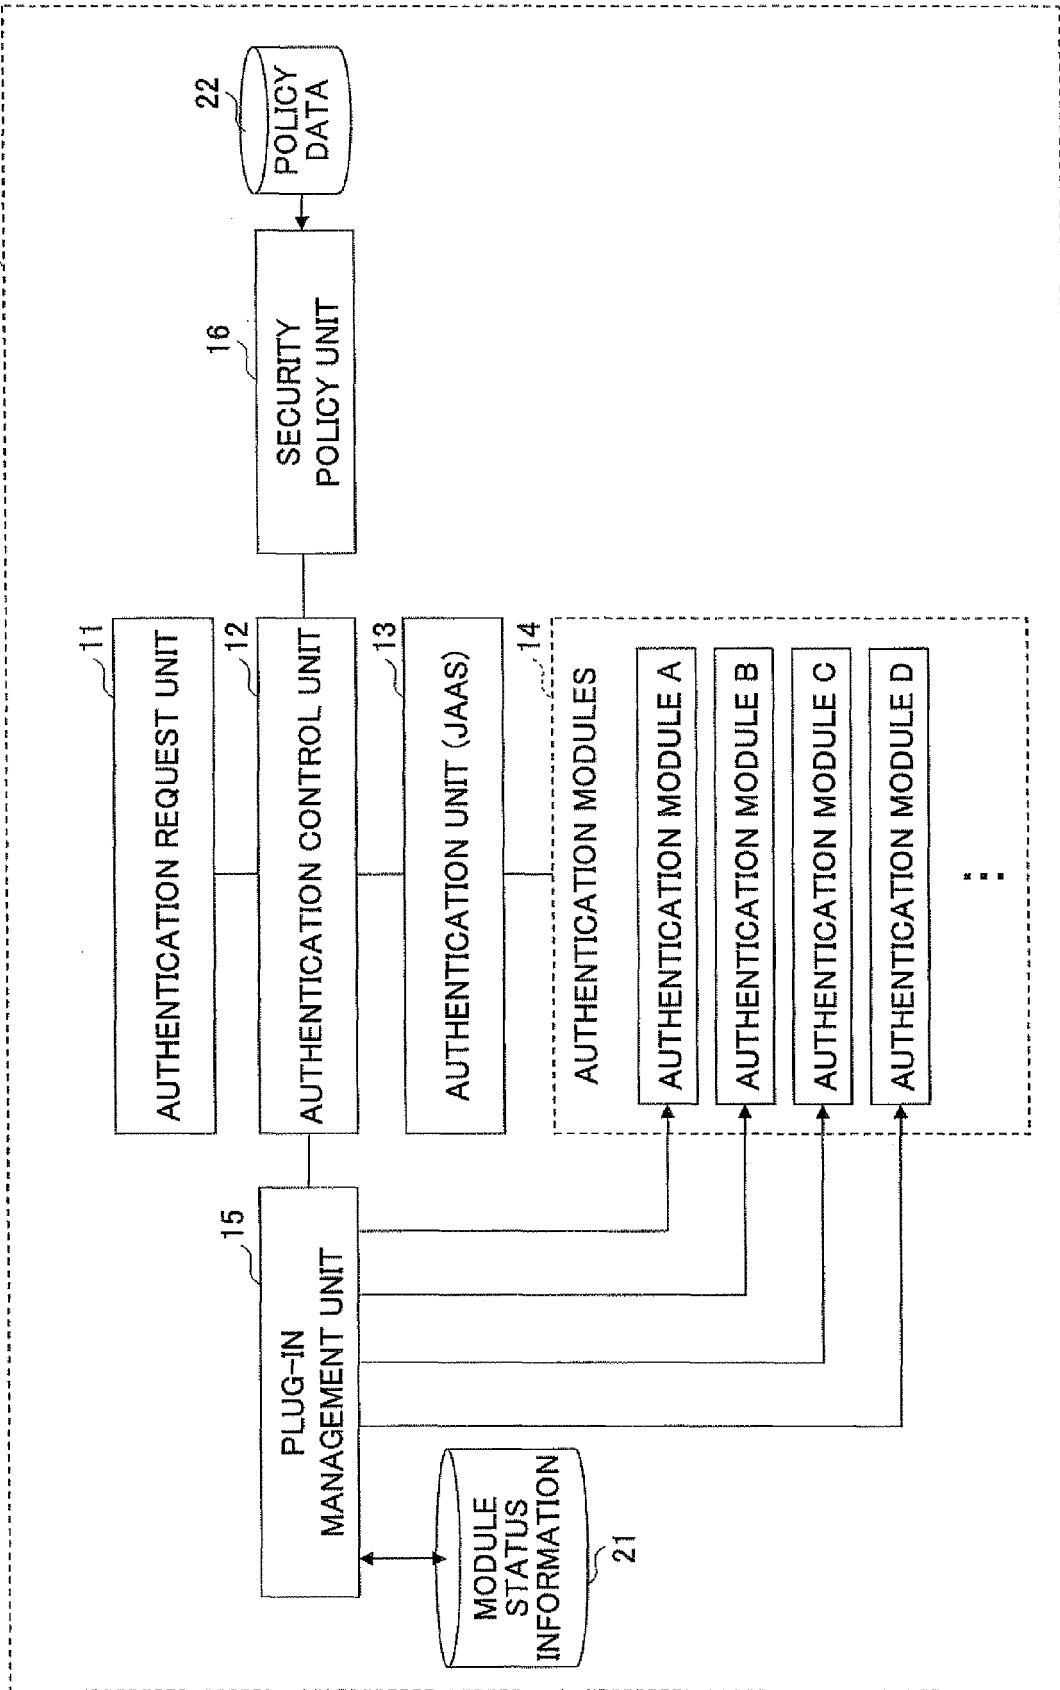 11
AUTHENTICATION REQUEST UNIT
15
PLUG-IN
MANAGEMENT UNIT
12
AUTHENTICATION CONTROL UNIT
16
SECURITY
POLICY UNIT
22
POLICY
DATA
13
AUTHENTICATION UNIT (JAAS)
MODULE
STATUS
INFORMATION
21
14
AUTHENTICATION MODULES
AUTHENTICATION MODULE A
AUTHENTICATION MODULE B
AUTHENTICATION MODULE C
AUTHENTICATION MODULE D
...